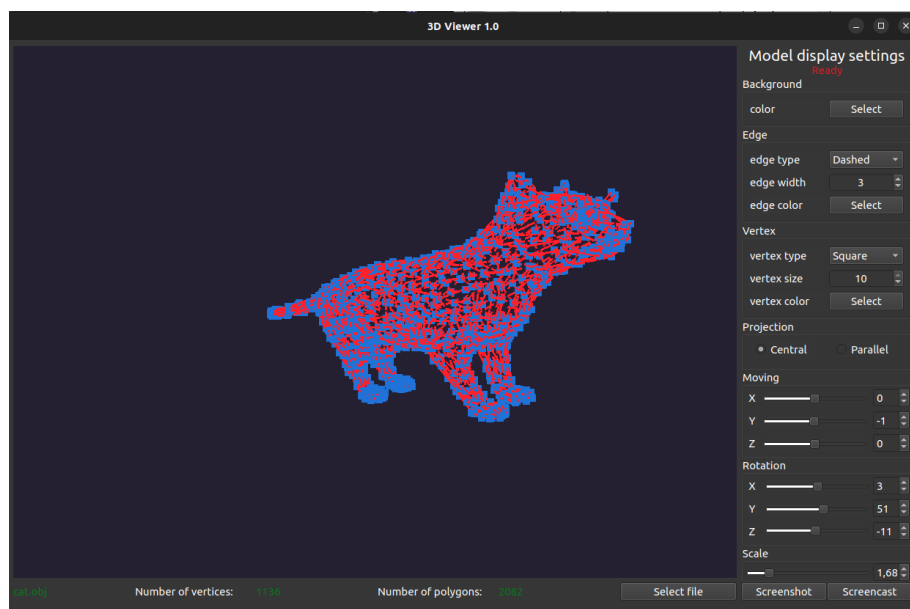 3D Viewer 1.0
Model display settings
Ready
Background
color Select
Edge
edge type Dashed
edge width 3
edge color Select
Vertex
vertex type Square
vertex size 10
vertex color Select
Projection
Central Parallel
Moving
X 0
Y -1
Z 0
Rotation
X 3
Y 51
Z -11
Scale
1,68
cat.obj Number of vertices: 1136 Number of polygons: 2082 Select file Screenshot Screencast